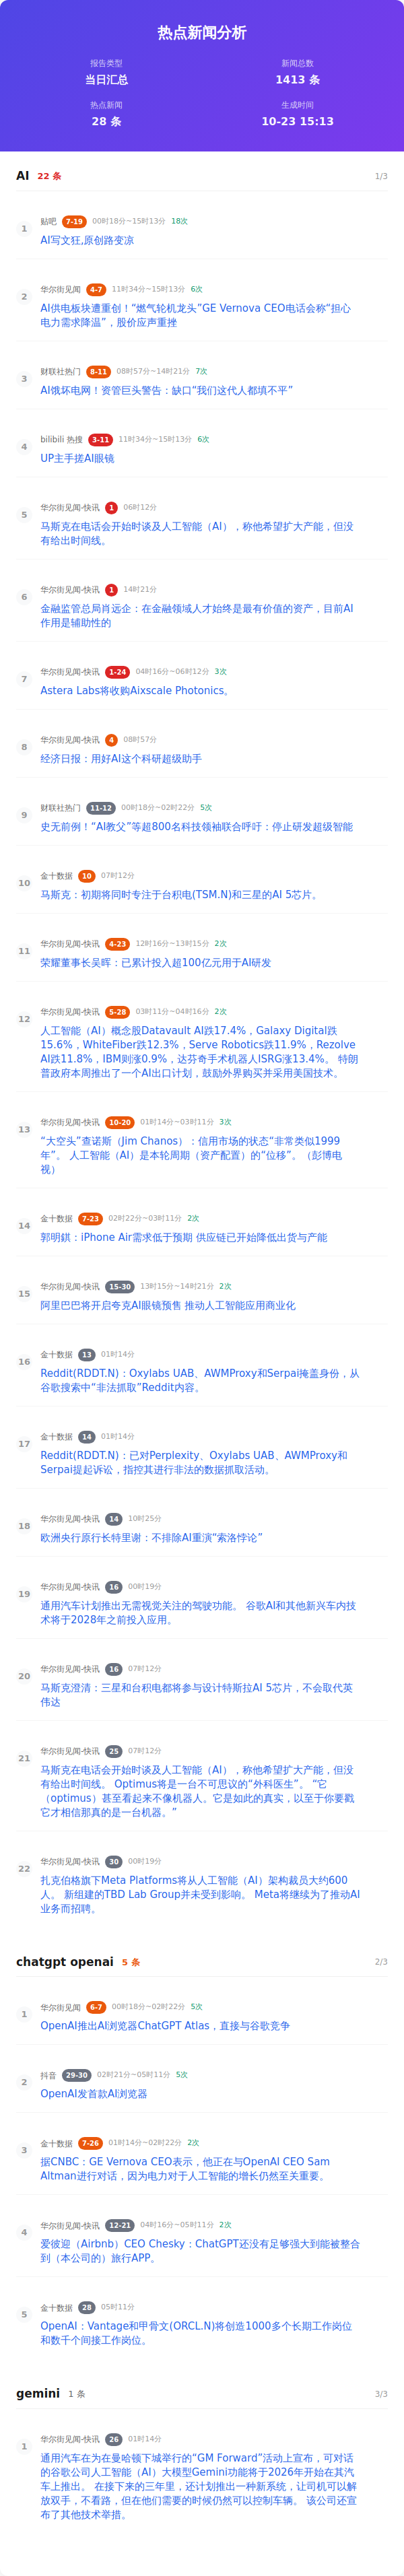 热点新闻分析
报告类型
当日汇总
新闻总数
1413 条
热点新闻
28 条
生成时间
10-23 15:13
AI 22 条 1/3
1
贴吧 7-19 00时18分~15时13分 18次
AI写文狂,原创路变凉
2
华尔街见闻 4-7 11时34分~15时13分 6次
AI供电板块遭重创！“燃气轮机龙头”GE Vernova CEO电话会称“担心
电力需求降温”，股价应声重挫
3
财联社热门 8-11 08时57分~14时21分 7次
AI饿坏电网！资管巨头警告：缺口“我们这代人都填不平”
4
bilibili 热搜 3-11 11时34分~15时13分 6次
UP主手搓AI眼镜
5
华尔街见闻-快讯 1 06时12分
马斯克在电话会开始时谈及人工智能（AI），称他希望扩大产能，但没
有给出时间线。
6
华尔街见闻-快讯 1 14时21分
金融监管总局肖远企：在金融领域人才始终是最有价值的资产，目前AI
作用是辅助性的
7
华尔街见闻-快讯 1-24 04时16分~06时12分 3次
Astera Labs将收购Aixscale Photonics。
8
华尔街见闻-快讯 4 08时57分
经济日报：用好AI这个科研超级助手
9
财联社热门 11-12 00时18分~02时22分 5次
史无前例！“AI教父”等超800名科技领袖联合呼吁：停止研发超级智能
10
金十数据 10 07时12分
马斯克：初期将同时专注于台积电(TSM.N)和三星的AI 5芯片。
11
华尔街见闻-快讯 4-23 12时16分~13时15分 2次
荣耀董事长吴晖：已累计投入超100亿元用于AI研发
12
华尔街见闻-快讯 5-28 03时11分~04时16分 2次
人工智能（AI）概念股Datavault AI跌17.4%，Galaxy Digital跌
15.6%，WhiteFiber跌12.3%，Serve Robotics跌11.9%，Rezolve
AI跌11.8%，IBM则涨0.9%，达芬奇手术机器人ISRG涨13.4%。 特朗
普政府本周推出了一个AI出口计划，鼓励外界购买并采用美国技术。
13
华尔街见闻-快讯 10-20 01时14分~03时11分 3次
“大空头”查诺斯（Jim Chanos）：信用市场的状态“非常类似1999
年”。 人工智能（AI）是本轮周期（资产配置）的“位移”。（彭博电
视）
14
金十数据 7-23 02时22分~03时11分 2次
郭明錤：iPhone Air需求低于预期 供应链已开始降低出货与产能
15
华尔街见闻-快讯 15-30 13时15分~14时21分 2次
阿里巴巴将开启夸克AI眼镜预售 推动人工智能应用商业化
16
金十数据 13 01时14分
Reddit(RDDT.N)：Oxylabs UAB、AWMProxy和Serpai掩盖身份，从
谷歌搜索中“非法抓取”Reddit内容。
17
金十数据 14 01时14分
Reddit(RDDT.N)：已对Perplexity、Oxylabs UAB、AWMProxy和
Serpai提起诉讼，指控其进行非法的数据抓取活动。
18
华尔街见闻-快讯 14 10时25分
欧洲央行原行长特里谢：不排除AI重演“索洛悖论”
19
华尔街见闻-快讯 16 00时19分
通用汽车计划推出无需视觉关注的驾驶功能。 谷歌AI和其他新兴车内技
术将于2028年之前投入应用。
20
华尔街见闻-快讯 16 07时12分
马斯克澄清：三星和台积电都将参与设计特斯拉AI 5芯片，不会取代英
伟达
21
华尔街见闻-快讯 25 07时12分
马斯克在电话会开始时谈及人工智能（AI），称他希望扩大产能，但没
有给出时间线。 Optimus将是一台不可思议的“外科医生”。 “它
（optimus）甚至看起来不像机器人。它是如此的真实，以至于你要戳
它才相信那真的是一台机器。”
22
华尔街见闻-快讯 30 00时19分
扎克伯格旗下Meta Platforms将从人工智能（AI）架构裁员大约600
人。 新组建的TBD Lab Group并未受到影响。 Meta将继续为了推动AI
业务而招聘。
chatgpt openai 5 条 2/3
1
华尔街见闻 6-7 00时18分~02时22分 5次
OpenAI推出AI浏览器ChatGPT Atlas，直接与谷歌竞争
2
抖音 29-30 02时21分~05时11分 5次
OpenAI发首款AI浏览器
3
金十数据 7-26 01时14分~02时22分 2次
据CNBC：GE Vernova CEO表示，他正在与OpenAI CEO Sam
Altman进行对话，因为电力对于人工智能的增长仍然至关重要。
4
华尔街见闻-快讯 12-21 04时16分~05时11分 2次
爱彼迎（Airbnb）CEO Chesky：ChatGPT还没有足够强大到能被整合
到（本公司的）旅行APP。
5
金十数据 28 05时11分
OpenAI：Vantage和甲骨文(ORCL.N)将创造1000多个长期工作岗位
和数千个间接工作岗位。
gemini 1 条 3/3
1
华尔街见闻-快讯 26 01时14分
通用汽车在为在曼哈顿下城举行的“GM Forward”活动上宣布，可对话
的谷歌公司人工智能（AI）大模型Gemini功能将于2026年开始在其汽
车上推出。 在接下来的三年里，还计划推出一种新系统，让司机可以解
放双手，不看路，但在他们需要的时候仍然可以控制车辆。 该公司还宣
布了其他技术举措。